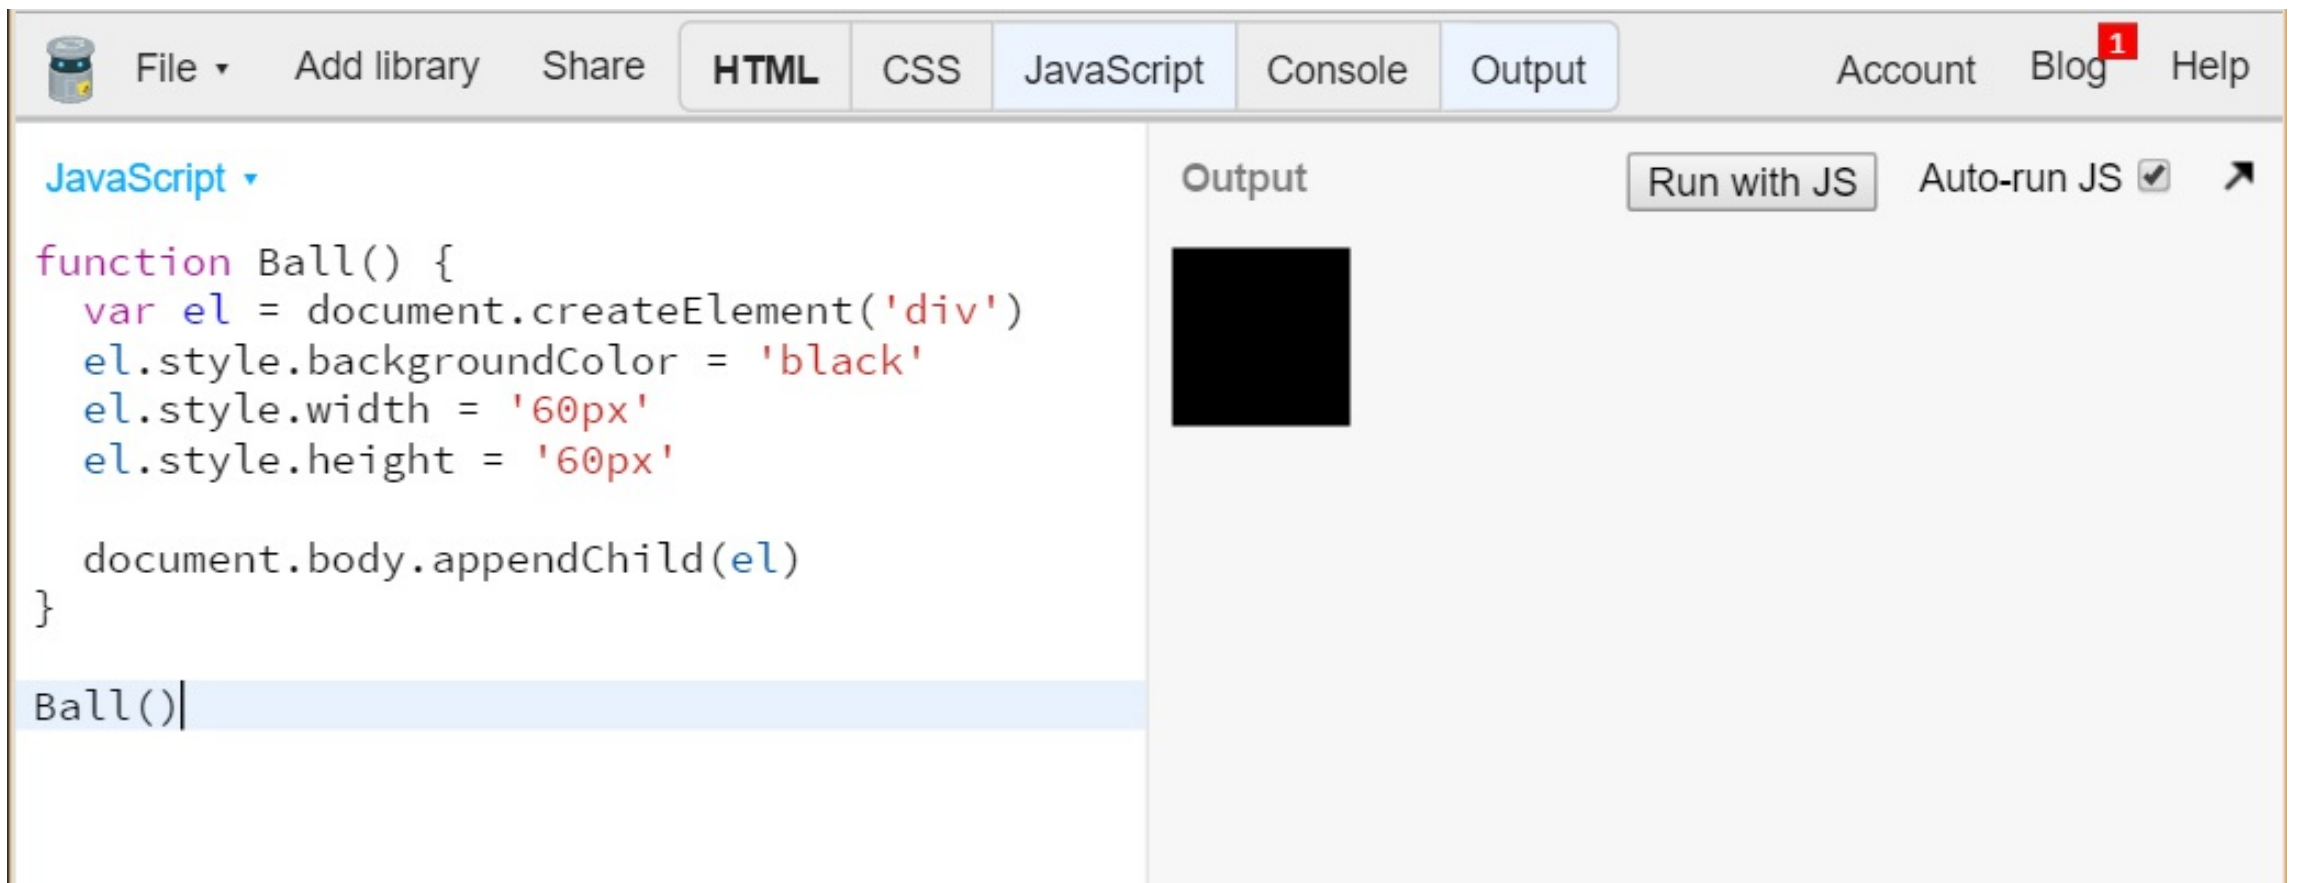 File ▾ Add library Share HTML CSS JavaScript Console Output Account Blog 1 Help
JavaScript ▾
Output Run with JS Auto-run JS
function Ball() {
  var el = document.createElement('div')
  el.style.backgroundColor = 'black'
  el.style.width = '60px'
  el.style.height = '60px'
  document.body.appendChild(el)
}
Ball()